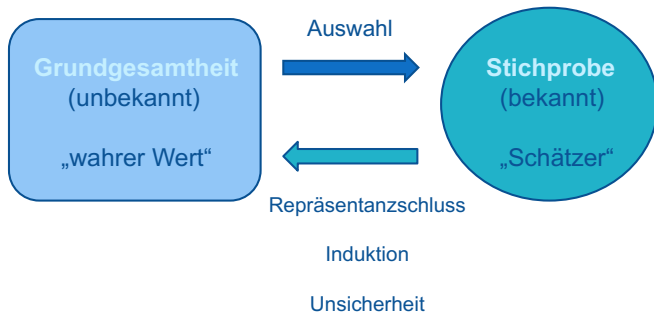 Auswahl
Grundgesamtheit
(unbekannt)
„wahrer Wert“
Stichprobe
(bekannt)
„Schätzer“
Repräsentanzschluss
Induktion
Unsicherheit